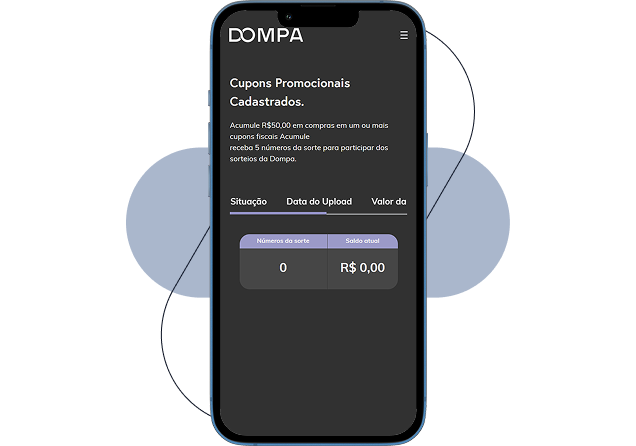 DOMPA
Cupons Promocionais
Cadastrados.
Acumule R$50,00 em compras em um ou mais
cupons fiscais Acumule
receba 5 números da sorte para participar dos
sorteios da Dompa.
Situação Data do Upload Valor da
Números da sorte Saldo atual
0 R$ 0,00